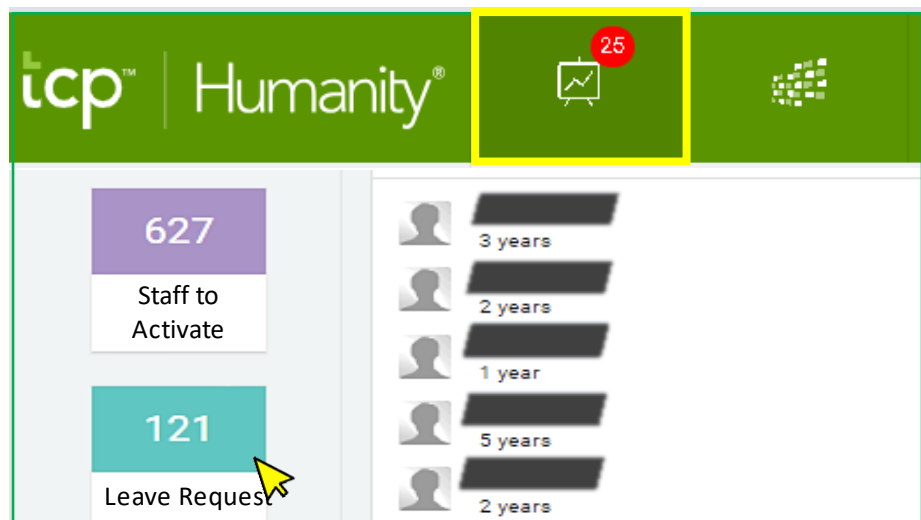 tcp™ Humanity®
25
627
Staff to
Activate
121
Leave Request
3 years
2 years
1 year
5 years
2 years